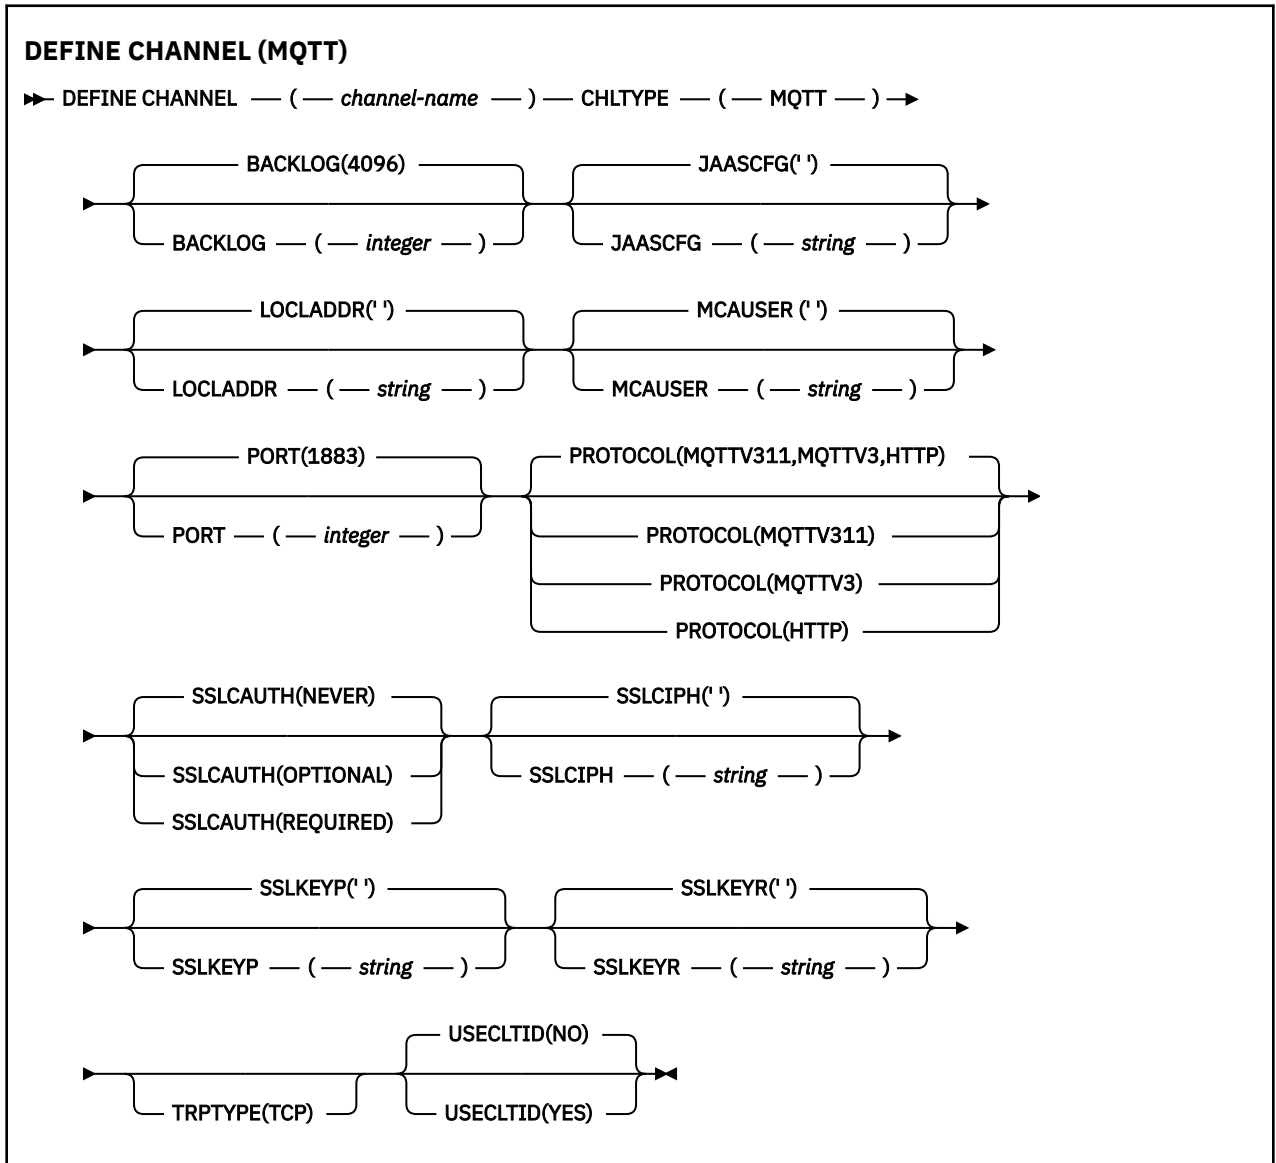 DEFINE CHANNEL (MQTT)
DEFINE CHANNEL ( channel-name ) CHLTYPE ( MQTT )
BACKLOG(4096) JAASCFG(' ')
BACKLOG ( integer ) JAASCFG ( string )
LOCLADDR(' ') MCAUSER (' ')
LOCLADDR ( string ) MCAUSER ( string )
PORT(1883) PROTOCOL(MQTTV311,MQTTV3,HTTP)
PORT ( integer ) PROTOCOL(MQTTV311)
PROTOCOL(MQTTV3)
PROTOCOL(HTTP)
SSLCAUTH(NEVER) SSLCIPH(' ')
SSLCAUTH(OPTIONAL) SSLCIPH ( string )
SSLCAUTH(REQUIRED)
SSLKEYP(' ') SSLKEYR(' ')
SSLKEYP ( string ) SSLKEYR ( string )
USECLTID(NO)
TRPTYPE(TCP) USECLTID(YES)